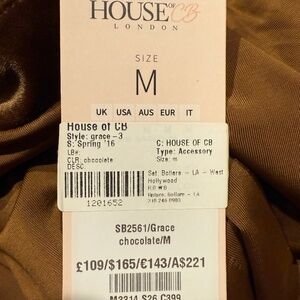 HOUSE OF CB
LONDON
SIZE
M
UK USA AUS EUR IT
House of CB
Style: grace -3
S: Spring '16
C: HOUSE OF CB
LB#:
Type: Accessory
CLR: chocolate
Size: m
DESC
Set Bollare - LA - West
Hollywood
1201652
SB2561/Grace
chocolate/M
£109/$165/€143/A$221